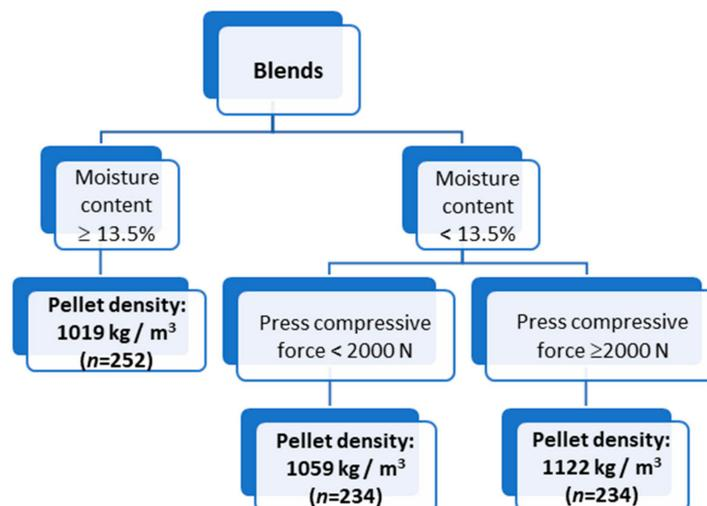 Blends
Moisture
content
≥ 13.5%
Moisture
content
< 13.5%
Pellet density:
1019 kg / m³
(n=252)
Press compressive
force < 2000 N
Press compressive
force ≥2000 N
Pellet density:
1059 kg / m³
(n=234)
Pellet density:
1122 kg / m³
(n=234)